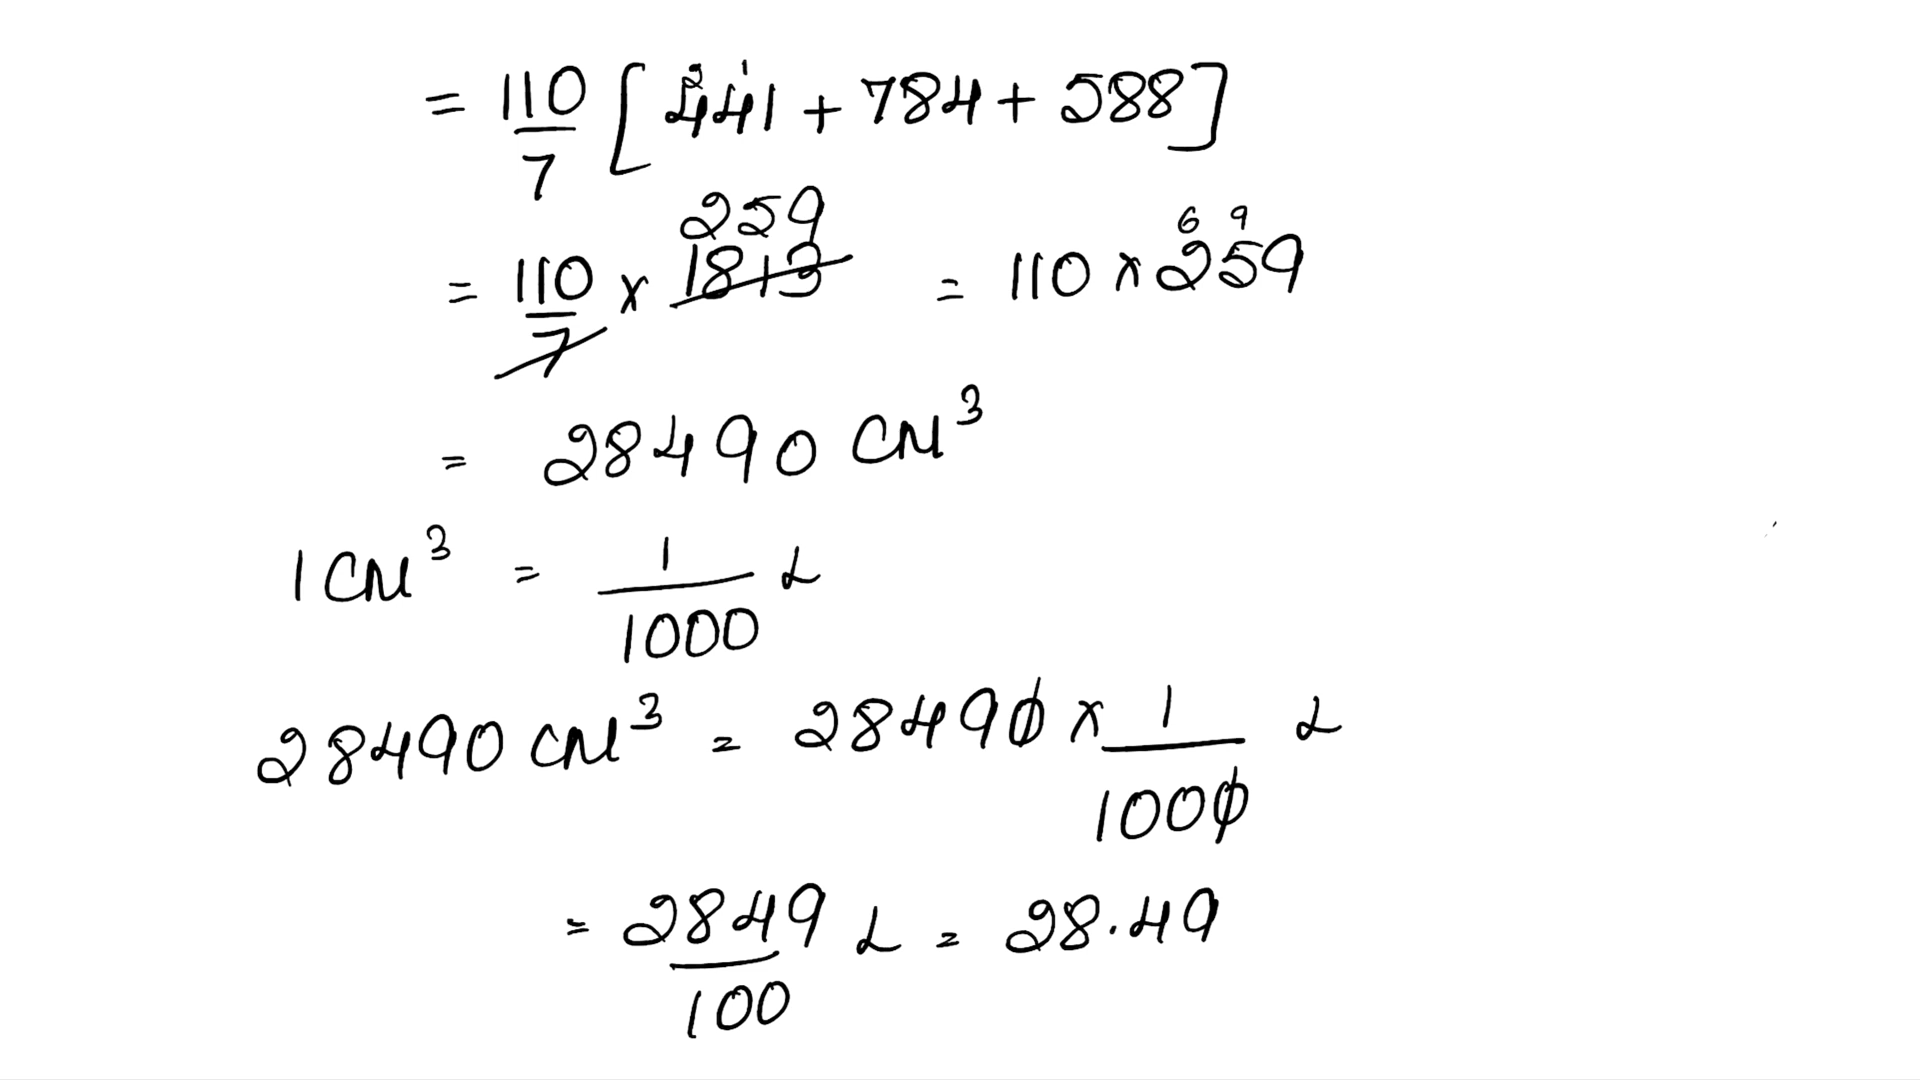 = 110/7 [ 441 + 784 + 588 ]
= 110/7 × 1813 259 = 110 × 259
= 28490 cm³
1 cm³ = 1/1000 L
28490 cm³ = 28490 × 1/1000 L
= 2849/100 L = 28.49